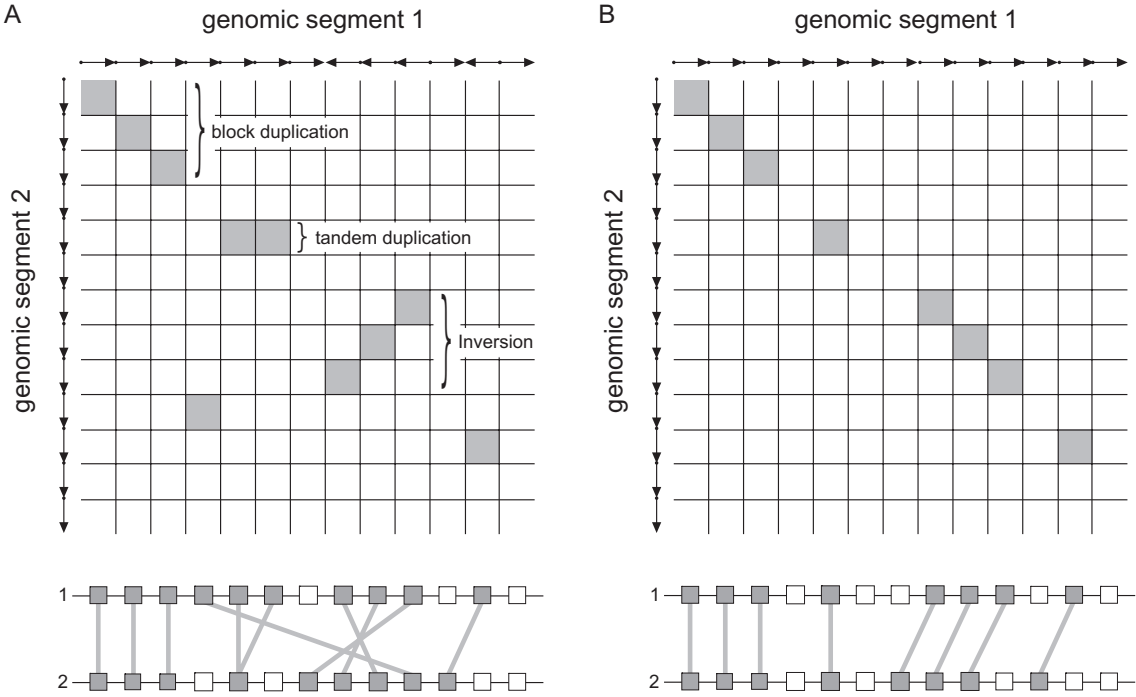 A
genomic segment 1
block duplication
tandem duplication
Inversion
genomic segment 2
1
2
B
genomic segment 1
genomic segment 2
1
2